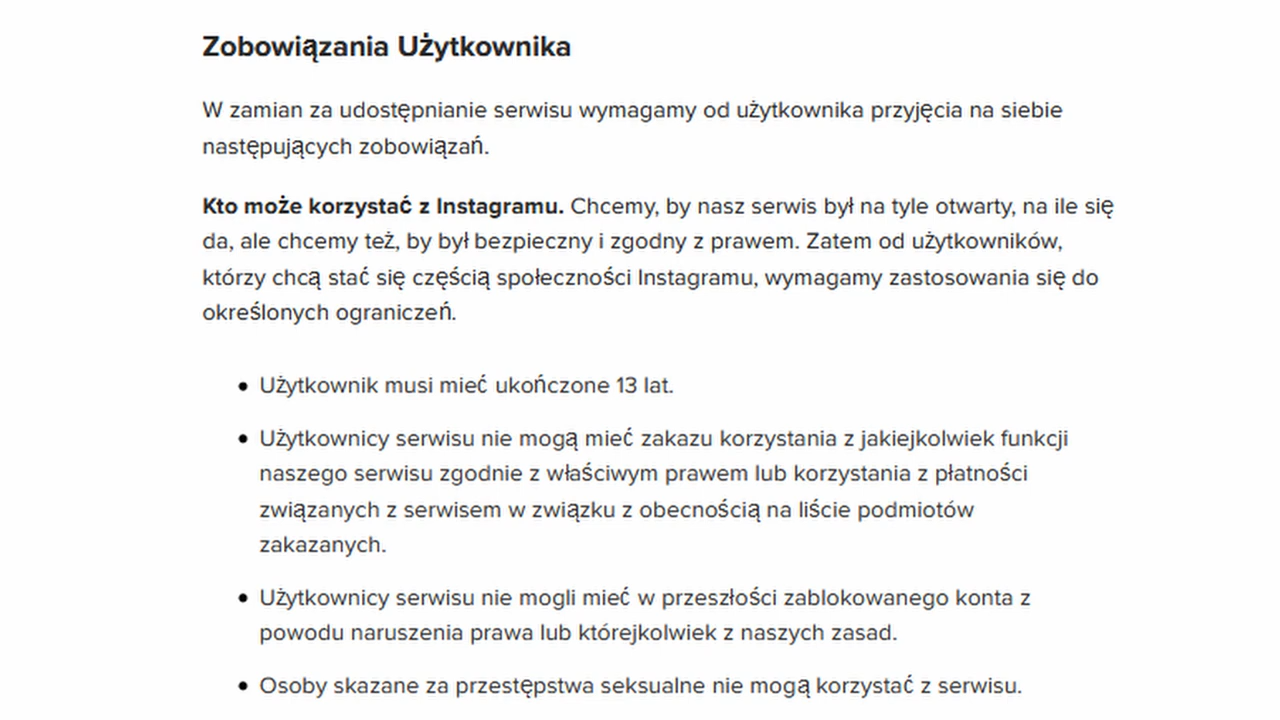 Zobowiązania Użytkownika
W zamian za udostępnianie serwisu wymagamy od użytkownika przyjęcia na siebie
następujących zobowiązań.
Kto może korzystać z Instagramu. Chcemy, by nasz serwis był na tyle otwarty, na ile się
da, ale chcemy też, by był bezpieczny i zgodny z prawem. Zatem od użytkowników,
którzy chcą stać się częścią społeczności Instagramu, wymagamy zastosowania się do
określonych ograniczeń.
• Użytkownik musi mieć ukończone 13 lat.
• Użytkownicy serwisu nie mogą mieć zakazu korzystania z jakiejkolwiek funkcji
naszego serwisu zgodnie z właściwym prawem lub korzystania z płatności
związanych z serwisem w związku z obecnością na liście podmiotów
zakazanych.
• Użytkownicy serwisu nie mogli mieć w przeszłości zablokowanego konta z
powodu naruszenia prawa lub którejkolwiek z naszych zasad.
• Osoby skazane za przestępstwa seksualne nie mogą korzystać z serwisu.